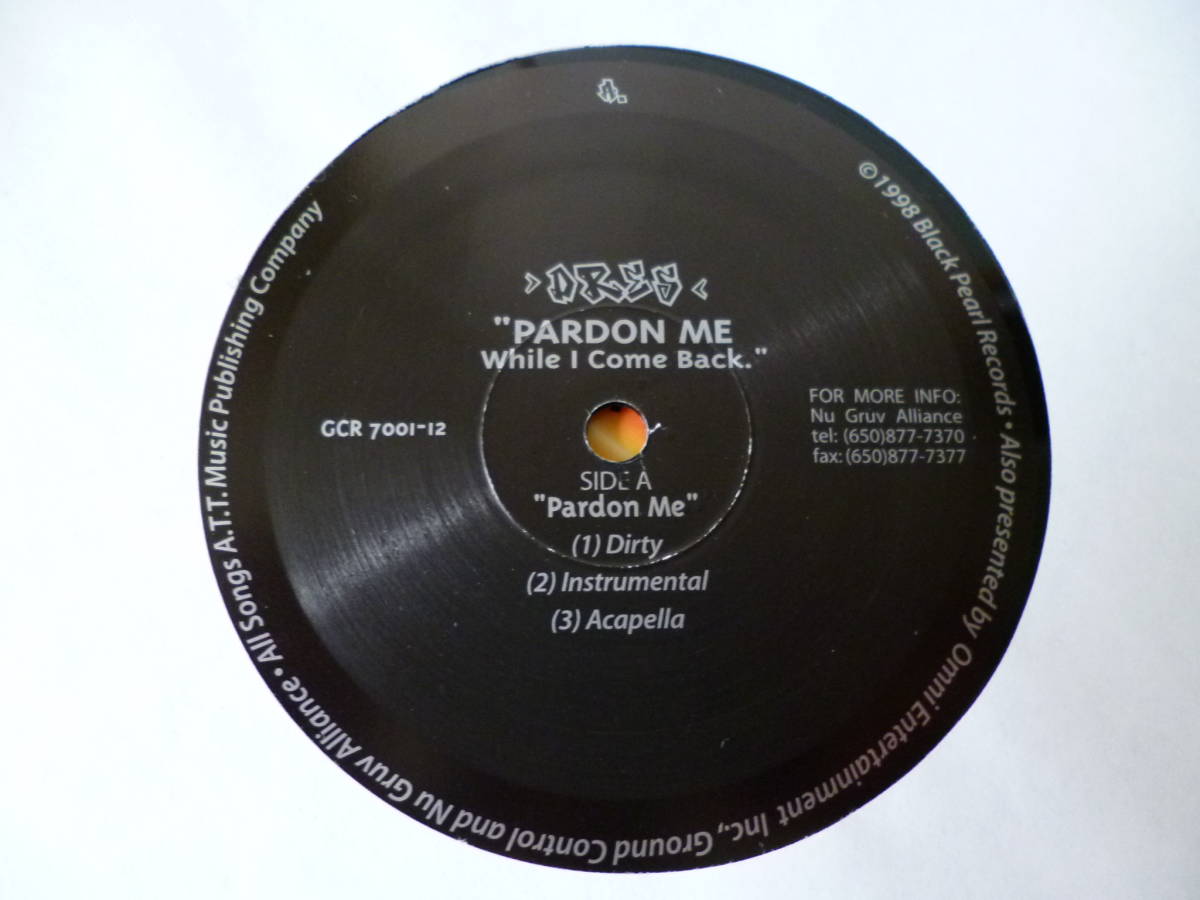 A.
>DRES<
"PARDON ME
While I Come Back."
GCR 7001-12
FOR MORE INFO:
Nu Gruv Alliance
tel: (650)877-7370
fax: (650)877-7377
SIDE A
"Pardon Me"
(1) Dirty
(2) Instrumental
(3) Acapella
©1998 Black Pearl Records • Also presented by Omni Entertainment Inc., Ground Control and Nu Gruv Alliance • All Songs A.T.T. Music Publishing Company